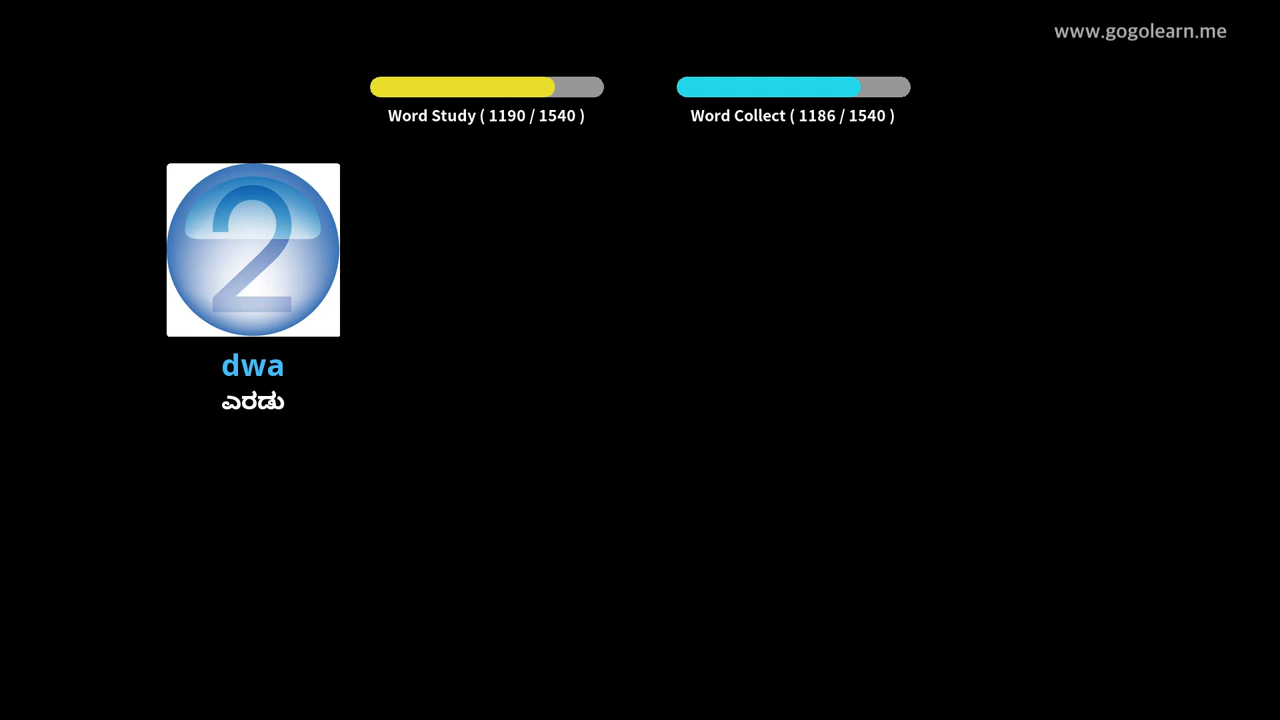 www.gogolearn.me
Word Study ( 1190 / 1540 )
Word Collect ( 1186 / 1540 )
2
dwa
ಎರಡು